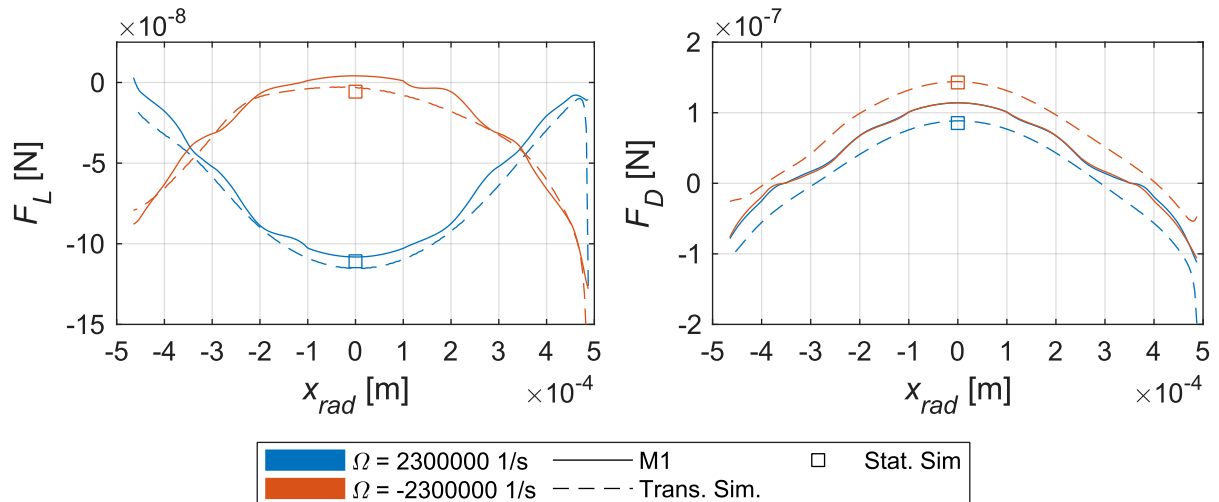 ×10⁻⁸
0
-5
-10
-15
F_L [N]
-5 -4 -3 -2 -1 0 1 2 3 4 5
x_rad [m]
×10⁻⁴
×10⁻⁷
2
1
0
-1
-2
F_D [N]
-5 -4 -3 -2 -1 0 1 2 3 4 5
x_rad [m]
×10⁻⁴
Ω = 2300000 1/s M1 Stat. Sim
Ω = -2300000 1/s Trans. Sim.